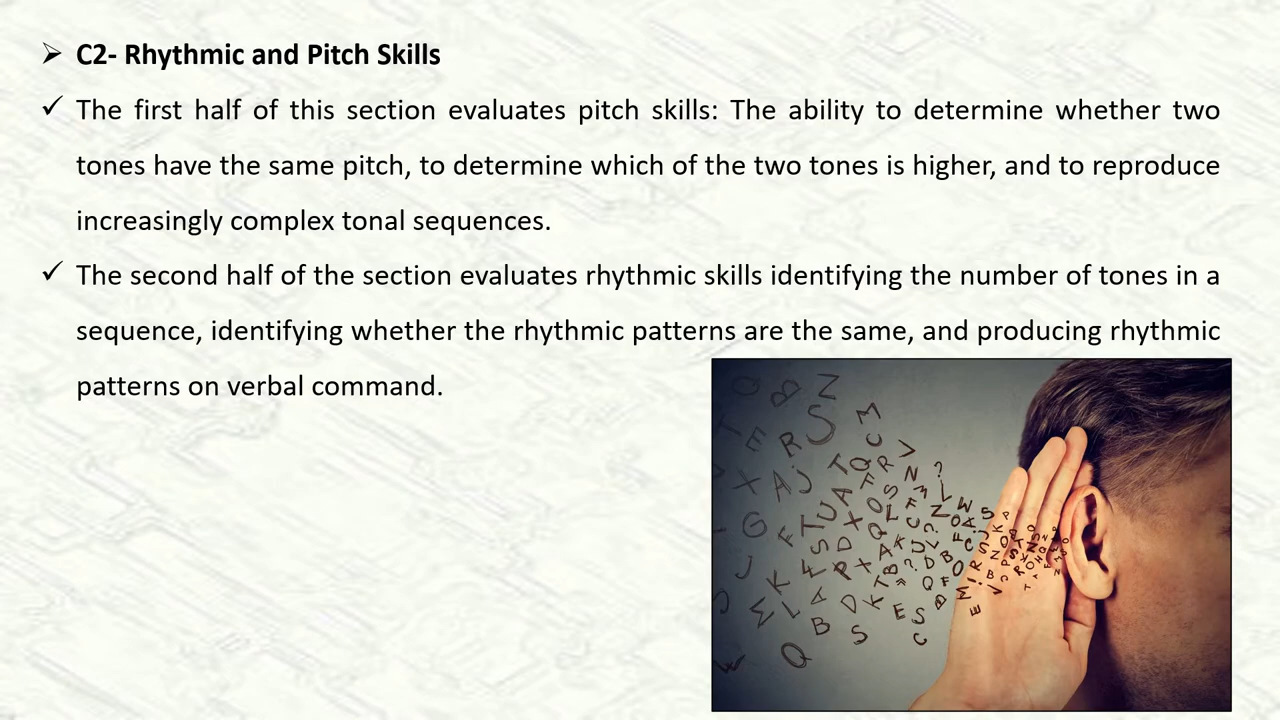 ➢ C2- Rhythmic and Pitch Skills
✓ The first half of this section evaluates pitch skills: The ability to determine whether two
tones have the same pitch, to determine which of the two tones is higher, and to reproduce
increasingly complex tonal sequences.
✓ The second half of the section evaluates rhythmic skills identifying the number of tones in a
sequence, identifying whether the rhythmic patterns are the same, and producing rhythmic
patterns on verbal command.